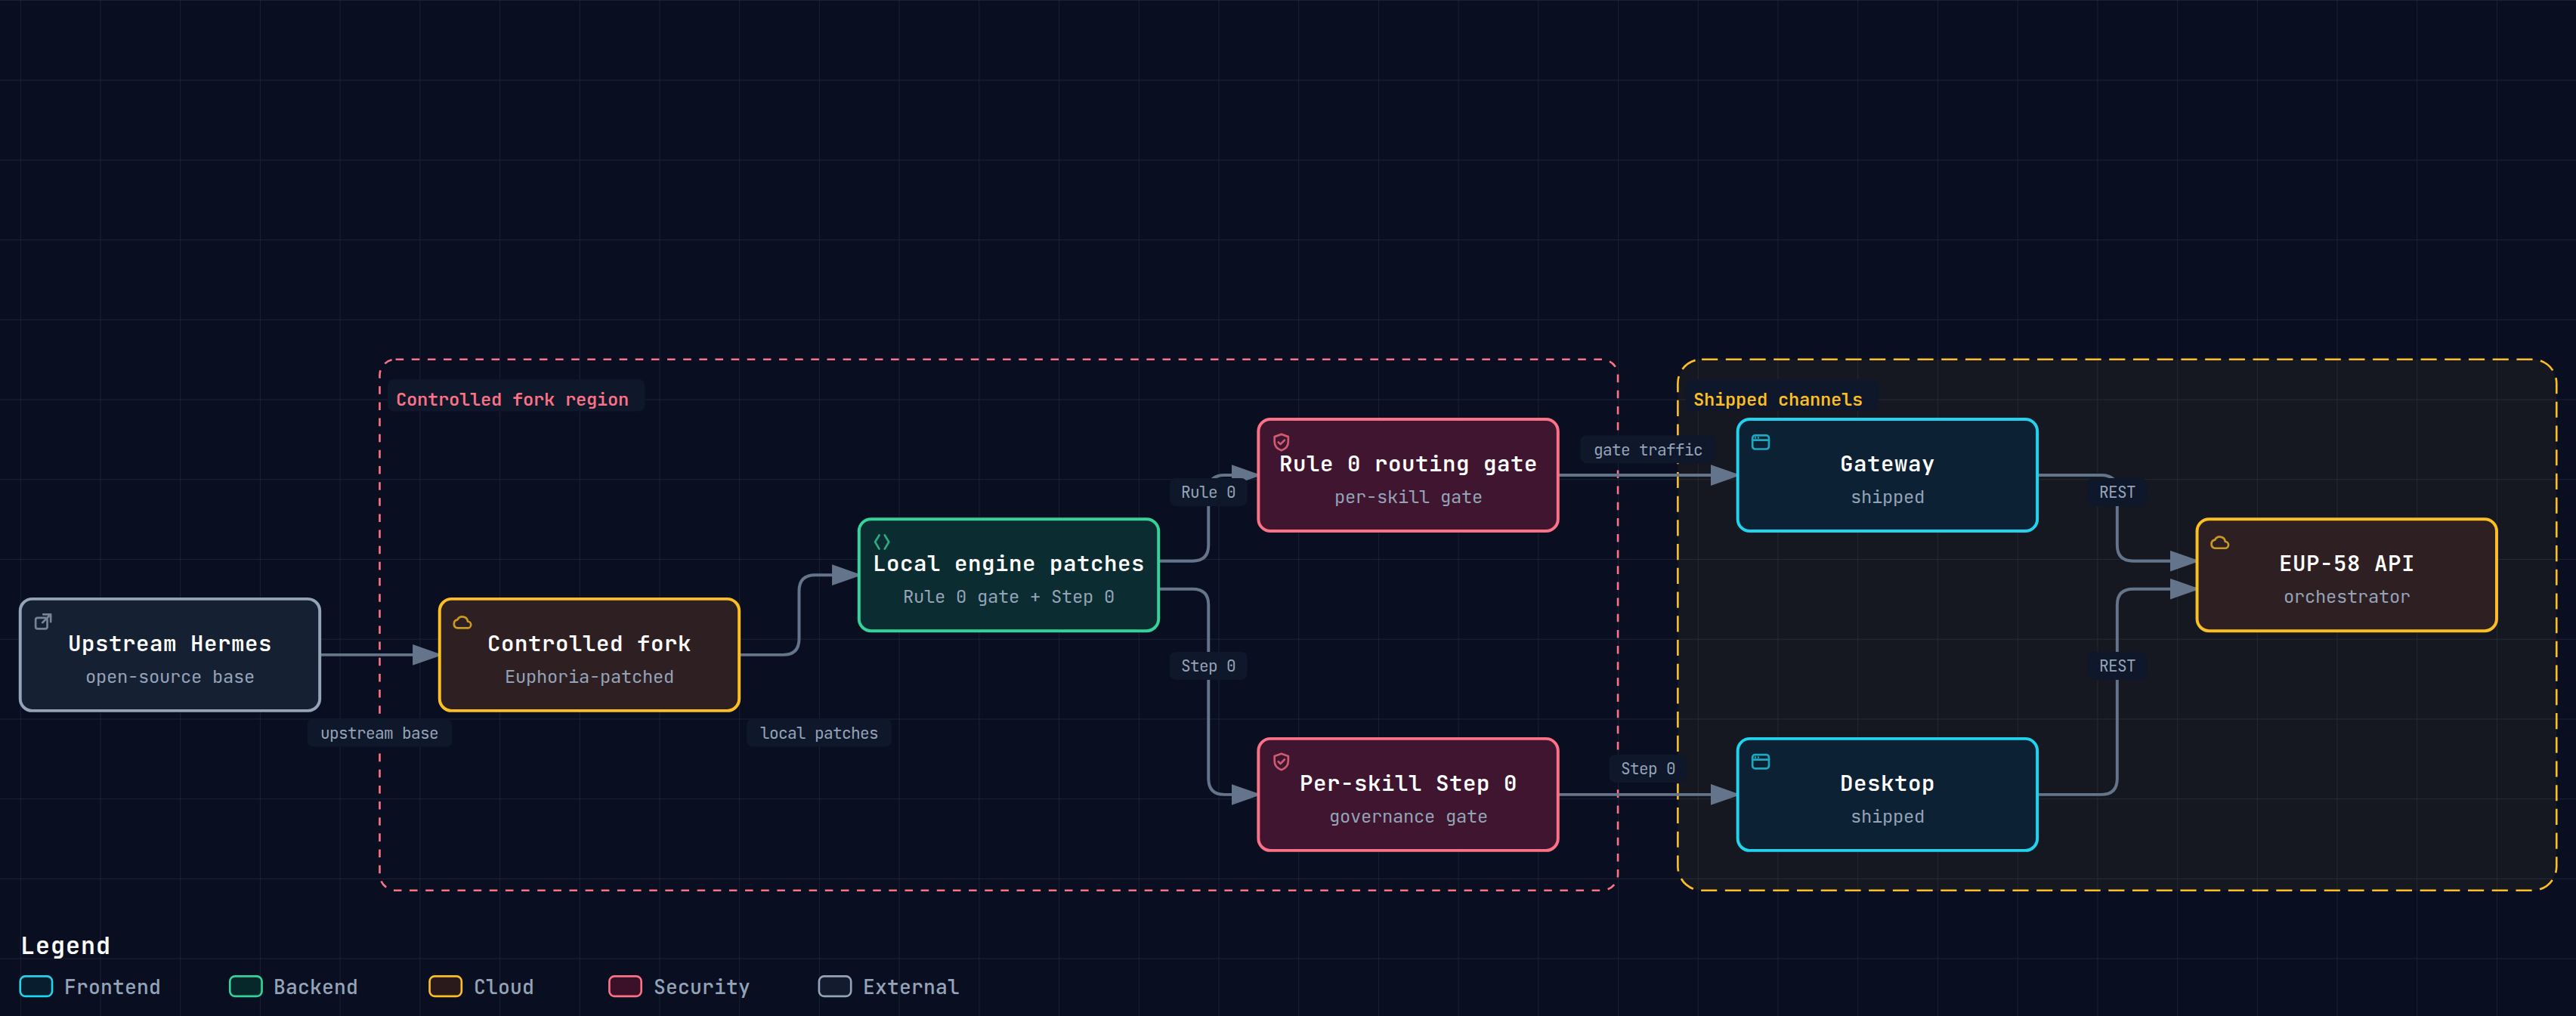 Controlled fork region
Shipped channels
Rule 0 routing gate
per-skill gate
gate traffic
Gateway
shipped
Rule 0
REST
Local engine patches
Rule 0 gate + Step 0
EUP-58 API
orchestrator
Upstream Hermes
open-source base
Controlled fork
Euphoria-patched
Step 0
REST
upstream base
local patches
Per-skill Step 0
governance gate
Step 0
Desktop
shipped
Legend
Frontend
Backend
Cloud
Security
External